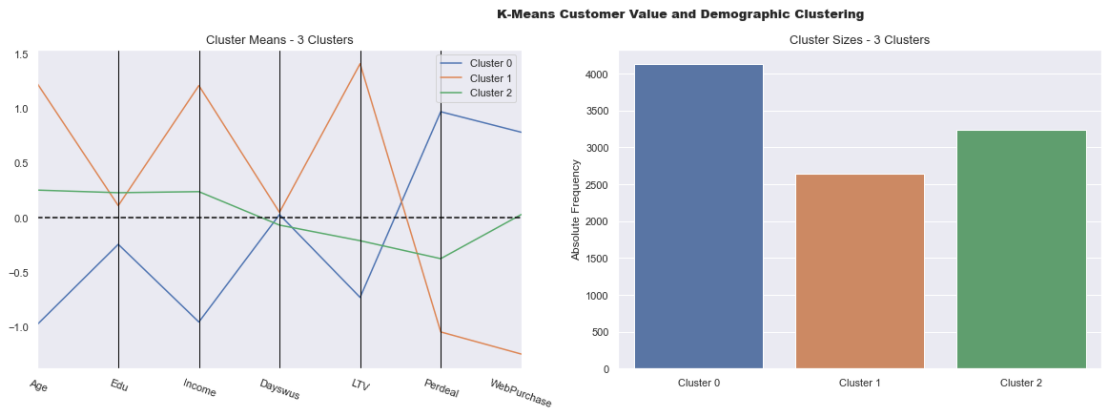 K-Means Customer Value and Demographic Clustering
Cluster Means - 3 Clusters
1.5
1.0
0.5
0.0
−0.5
−1.0
Cluster 0
Cluster 1
Cluster 2
Age
Edu
Income
Dayswus
LTV
Perdeal
WebPurchase
Cluster Sizes - 3 Clusters
Absolute Frequency
4000
3500
3000
2500
2000
1500
1000
500
0
Cluster 0
Cluster 1
Cluster 2